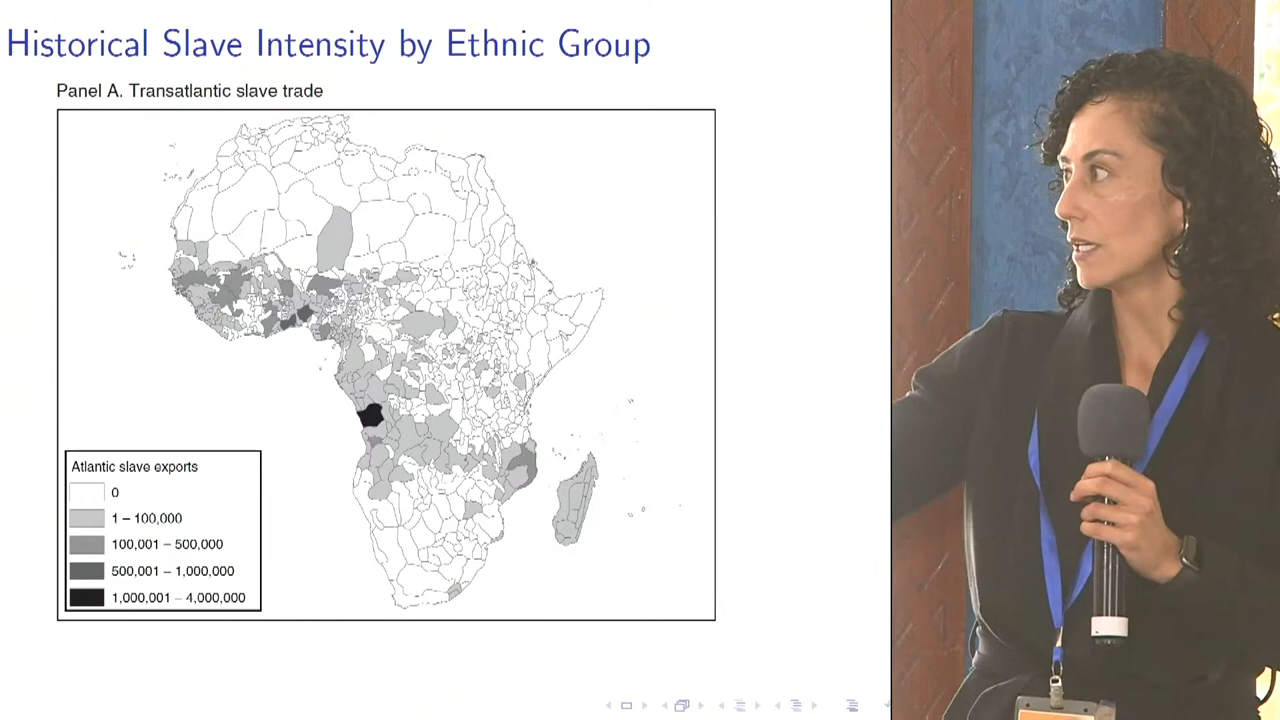 Historical Slave Intensity by Ethnic Group
Panel A. Transatlantic slave trade
Atlantic slave exports
0
1 – 100,000
100,001 – 500,000
500,001 – 1,000,000
1,000,001 – 4,000,000